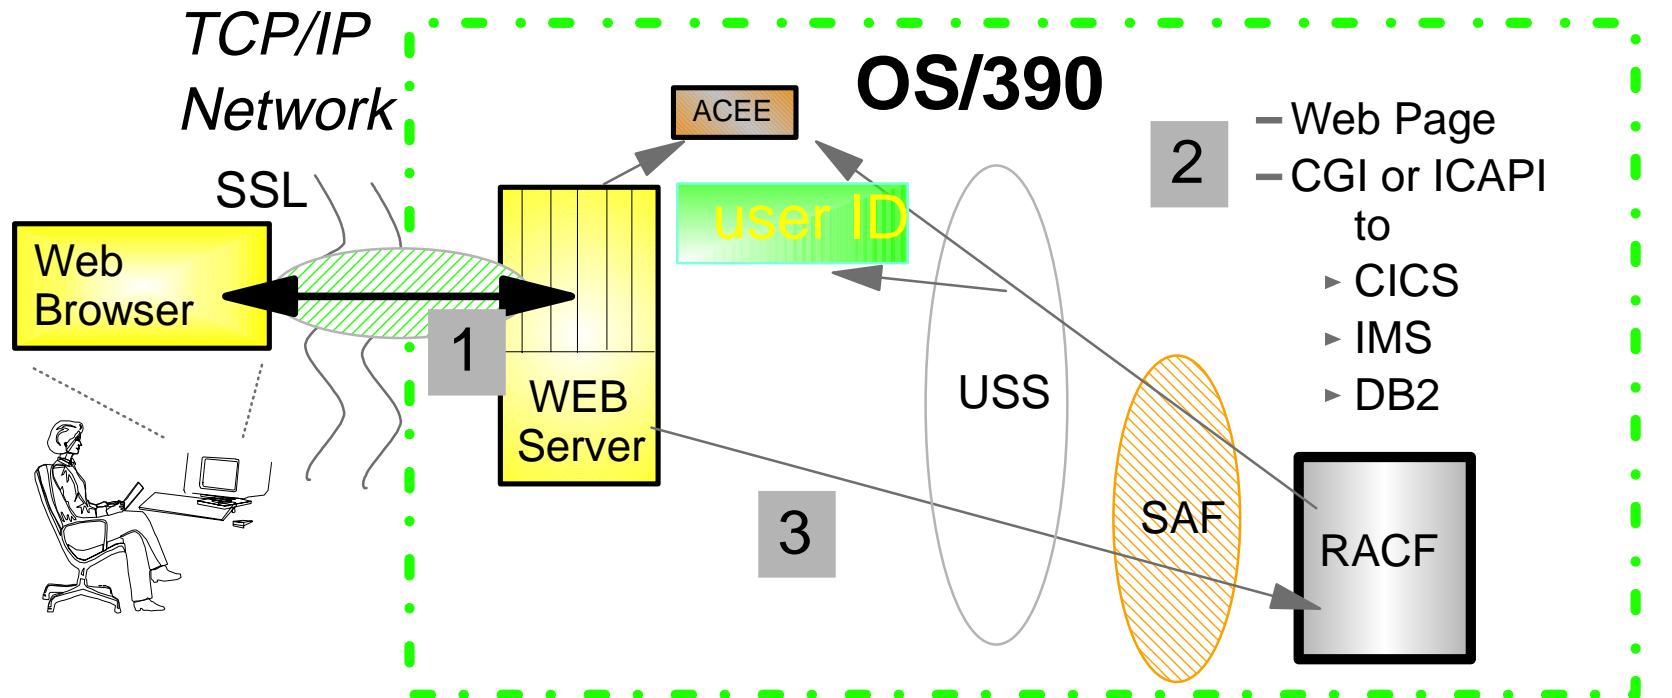 TCP/IP
Network
OS/390
ACEE
SSL
user ID
2
Web Page
CGI or ICAPI
to
CICS
IMS
DB2
Web
Browser
1
WEB
Server
USS
3
SAF
RACF